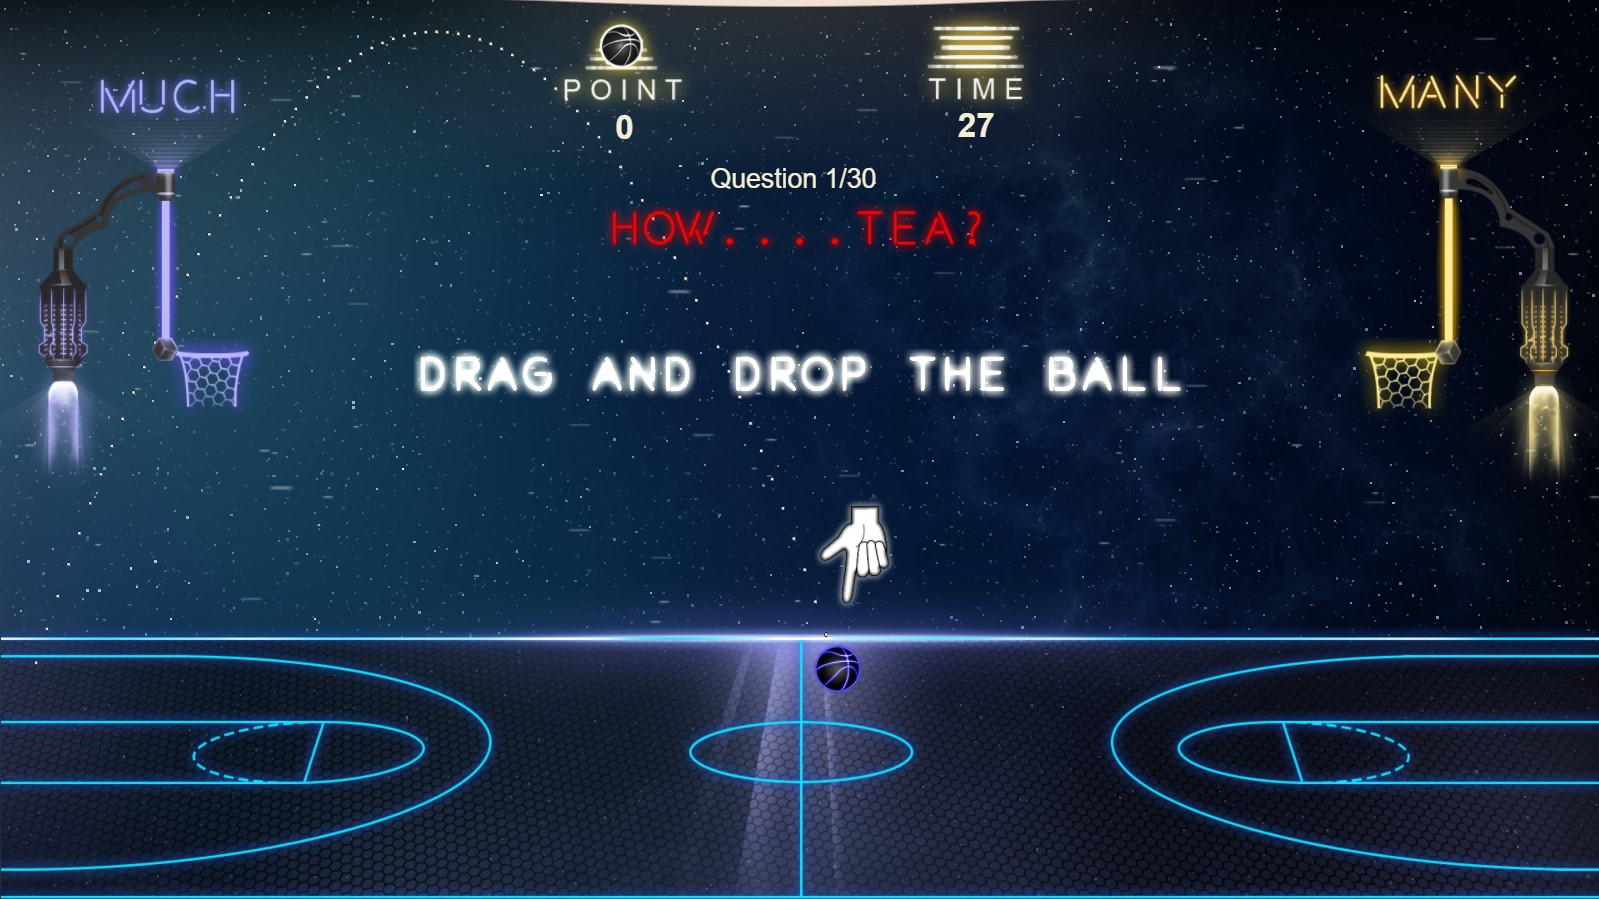 MUCH
POINT
0
TIME
27
MANY
Question 1/30
HOW....TEA?
DRAG AND DROP THE BALL